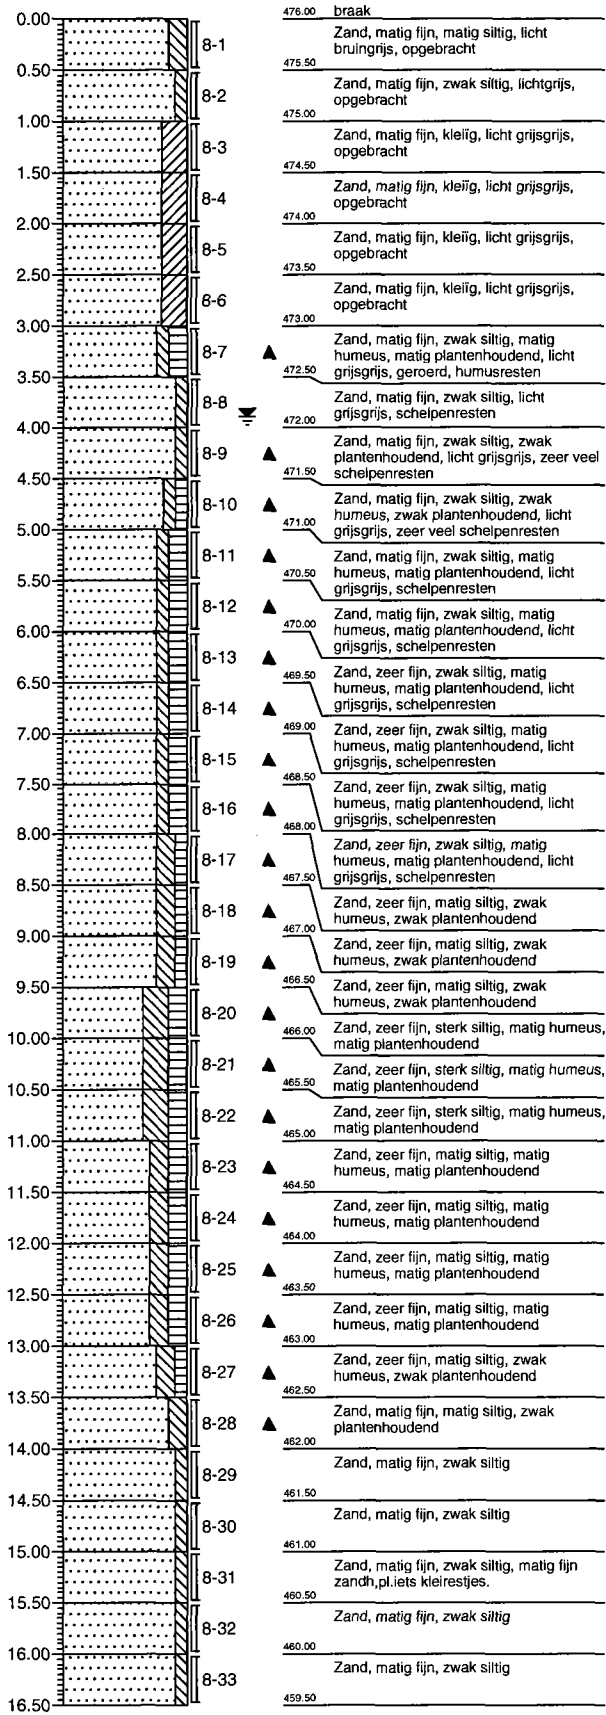 476.00 braak
0.00
8-1
Zand, matig fijn, matig siltig, licht
bruingrijs, opgebracht
475.50
0.50
8-2
Zand, matig fijn, zwak siltig, lichtgrijs,
opgebracht
475.00
1.00
8-3
Zand, matig fijn, kleiïg, licht grijsgrijs,
opgebracht
474.50
1.50
8-4
Zand, matig fijn, kleiïg, licht grijsgrijs,
opgebracht
474.00
2.00
8-5
Zand, matig fijn, kleiïg, licht grijsgrijs,
opgebracht
473.50
2.50
8-6
Zand, matig fijn, kleiïg, licht grijsgrijs,
opgebracht
473.00
3.00
8-7
Zand, matig fijn, zwak siltig, matig
humeus, matig plantenhoudend, licht
grijsgrijs, geroerd, humusresten
472.50
3.50
8-8
Zand, matig fijn, zwak siltig, licht
grijsgrijs, schelpenresten
472.00
4.00
8-9
Zand, matig fijn, zwak siltig, zwak
plantenhoudend, licht grijsgrijs, zeer veel
schelpenresten
471.50
4.50
8-10
Zand, matig fijn, zwak siltig, zwak
humeus, zwak plantenhoudend, licht
grijsgrijs, zeer veel schelpenresten
471.00
5.00
8-11
Zand, matig fijn, zwak siltig, matig
humeus, matig plantenhoudend, licht
grijsgrijs, schelpenresten
470.50
5.50
8-12
Zand, matig fijn, zwak siltig, matig
humeus, matig plantenhoudend, licht
grijsgrijs, schelpenresten
470.00
6.00
8-13
Zand, zeer fijn, zwak siltig, matig
humeus, matig plantenhoudend, licht
grijsgrijs, schelpenresten
469.50
6.50
8-14
Zand, zeer fijn, zwak siltig, matig
humeus, matig plantenhoudend, licht
grijsgrijs, schelpenresten
469.00
7.00
8-15
Zand, zeer fijn, zwak siltig, matig
humeus, matig plantenhoudend, licht
grijsgrijs, schelpenresten
468.50
7.50
8-16
Zand, zeer fijn, zwak siltig, matig
humeus, matig plantenhoudend, licht
grijsgrijs, schelpenresten
468.00
8.00
8-17
Zand, zeer fijn, matig siltig, zwak
humeus, zwak plantenhoudend
467.50
8.50
8-18
Zand, zeer fijn, matig siltig, zwak
humeus, zwak plantenhoudend
467.00
9.00
8-19
Zand, zeer fijn, matig siltig, zwak
humeus, zwak plantenhoudend
466.50
9.50
8-20
Zand, zeer fijn, sterk siltig, matig humeus,
matig plantenhoudend
466.00
10.00
8-21
Zand, zeer fijn, sterk siltig, matig humeus,
matig plantenhoudend
465.50
10.50
8-22
Zand, zeer fijn, sterk siltig, matig humeus,
matig plantenhoudend
465.00
11.00
8-23
Zand, zeer fijn, matig siltig, matig
humeus, matig plantenhoudend
464.50
11.50
8-24
Zand, zeer fijn, matig siltig, matig
humeus, matig plantenhoudend
464.00
12.00
8-25
Zand, zeer fijn, matig siltig, matig
humeus, matig plantenhoudend
463.50
12.50
8-26
Zand, zeer fijn, matig siltig, matig
humeus, matig plantenhoudend
463.00
13.00
8-27
Zand, zeer fijn, matig siltig, zwak
humeus, zwak plantenhoudend
462.50
13.50
8-28
Zand, matig fijn, matig siltig, zwak
plantenhoudend
462.00
14.00
8-29
Zand, matig fijn, zwak siltig
461.50
14.50
8-30
Zand, matig fijn, zwak siltig
461.00
15.00
8-31
Zand, matig fijn, zwak siltig, matig fijn
zandh,pl.iets kleirestjes.
460.50
15.50
8-32
Zand, matig fijn, zwak siltig
460.00
16.00
8-33
Zand, matig fijn, zwak siltig
459.50
16.50